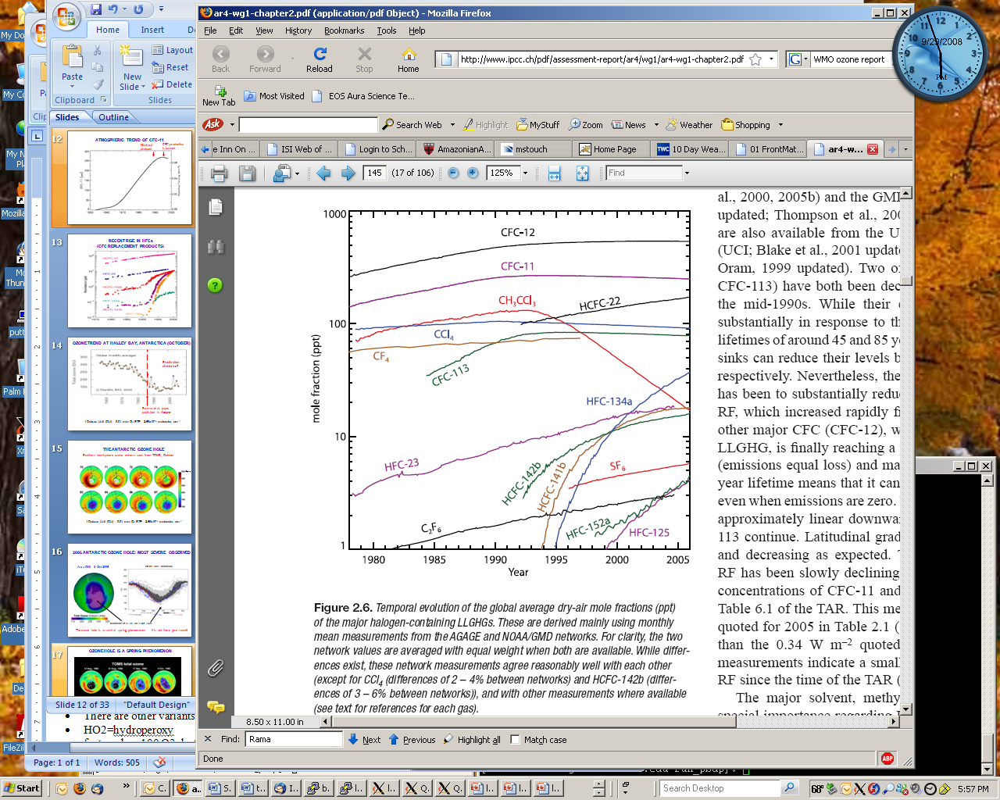 ar4-wg1-chapter2.pdf (application/pdf Object) - Mozilla Firefox
File Edit View History Bookmarks Tools Help
Back Forward Reload Stop Home
http://www.ipcc.ch/pdf/assessment-report/ar4/wg1/ar4-wg1-chapter2.pdf
WMO ozone report
New Tab Most Visited EOS Aura Science Te...
Ask Search Web Highlight MyStuff Zoom News Weather Shopping
e Inn On ... ISI Web of ... Login to Sch... AmazonianA... mstouch Home Page 10 Day Wea... 01 FrontMat... ar4-w...
145 (17 of 106) 125% Find
1000
100
10
1
mole fraction (ppt)
CFC-12
CFC-11
CH3CCl3
HCFC-22
CCl4
CF4
CFC-113
HFC-134a
HFC-23
HCFC-142b
HCFC-141b
SF6
C2F6
HFC-152a
HFC-125
1980 1985 1990 1995 2000 2005
Year
Figure 2.6. Temporal evolution of the global average dry-air mole fractions (ppt)
of the major halogen-containing LLGHGs. These are derived mainly using monthly
mean measurements from the AGAGE and NOAA/GMD networks. For clarity, the two
network values are averaged with equal weight when both are available. While differ-
ences exist, these network measurements agree reasonably well with each other
(except for CCl4 (differences of 2 – 4% between networks) and HCFC-142b (differ-
ences of 3 – 6% between networks)), and with other measurements where available
(see text for references for each gas).
al., 2000, 2005b) and the GM
updated; Thompson et al., 20
are also available from the U
(UCI; Blake et al., 2001 updat
Oram, 1999 updated). Two o
CFC-113) have both been dec
the mid-1990s. While their
substantially in response to th
lifetimes of around 45 and 85 y
sinks can reduce their levels b
respectively. Nevertheless, the
has been to substantially redu
RF, which increased rapidly f
other major CFC (CFC-12), w
LLGHG, is finally reaching a
(emissions equal loss) and ma
year lifetime means that it can
even when emissions are zero.
approximately linear downwa
113 continue. Latitudinal grad
and decreasing as expected.
RF has been slowly declining
concentrations of CFC-11 and
Table 6.1 of the TAR. This me
quoted for 2005 in Table 2.1 (
than the 0.34 W m–2 quoted
measurements indicate a smal
RF since the time of the TAR (
The major solvent, methy
8.50 x 11.00 in
Find: Rama Next Previous Highlight all Match case
Done
ABP
Home Insert
Paste New Slide Layout Reset Delete
Clipboard Slides
Slides Outline
12
ATMOSPHERIC TREND OF CFC-11
13
RECENT RISE IN HFCs
(CFC REPLACEMENT PRODUCTS)
14
OZONE TREND AT HALLEY BAY, ANTARCTICA (OCTOBER)
15
THE ANTARCTIC OZONE HOLE
16
2006 ANTARCTIC OZONE HOLE: MOST SEVERE OBSERVED
17
OZONE HOLE IS A SPRING PHENOMENON
TOMS total ozone
Slide 12 of 33 "Default Design"
There are other variants
HO2=hydroperoxy
Page: 1 of 1 Words: 505
9/29/2008
12 1 2 3 4 5 6 7 8 9 10 11
PM
Start
Search Desktop
68°
5:57 PM